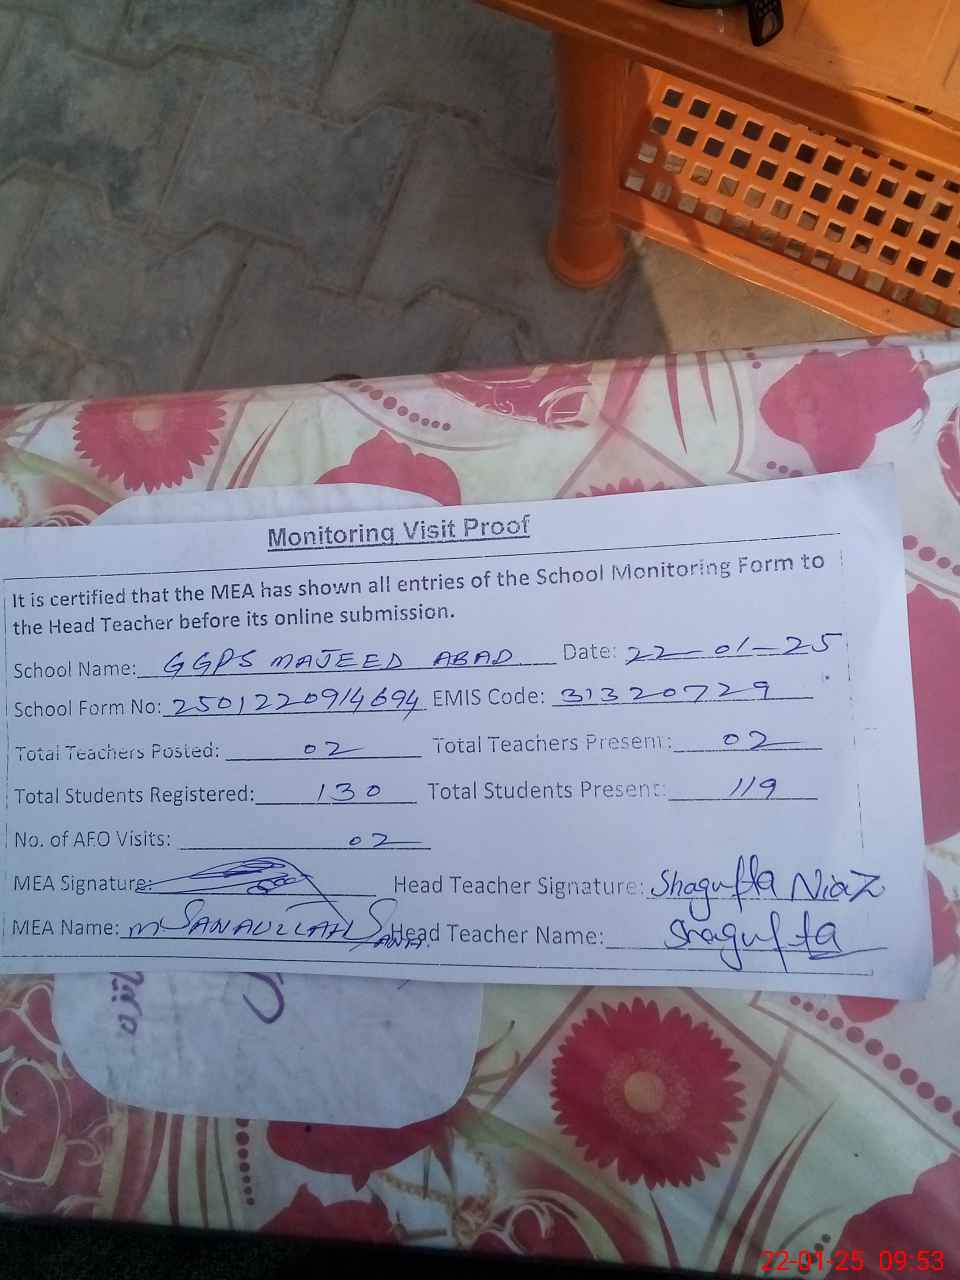 Monitoring Visit Proof
It is certified that the MEA has shown all entries of the School Monitoring Form to
the Head Teacher before its online submission.
School Name: GGPS MAJEED ABAD Date: 22-01-25
School Form No: 2501220914694 EMIS Code: 31320729
Total Teachers Posted: 02 Total Teachers Present: 02
Total Students Registered: 130 Total Students Present: 119
No. of AFO Visits: 02
MEA Signature: Head Teacher Signature: Shagufta Niaz
MEA Name: M SANAULLAH SANA. Head Teacher Name: Shagufta
22-01-25 09:53